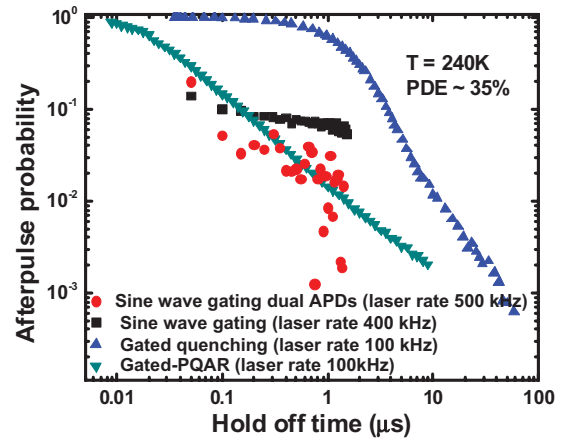 10⁰
10⁻¹
10⁻²
10⁻³
Afterpulse probability
T = 240K
PDE ~ 35%
Sine wave gating dual APDs (laser rate 500 kHz)
Sine wave gating (laser rate 400 kHz)
Gated quenching (laser rate 100 kHz)
Gated-PQAR (laser rate 100kHz)
0.01 0.1 1 10 100
Hold off time (μs)